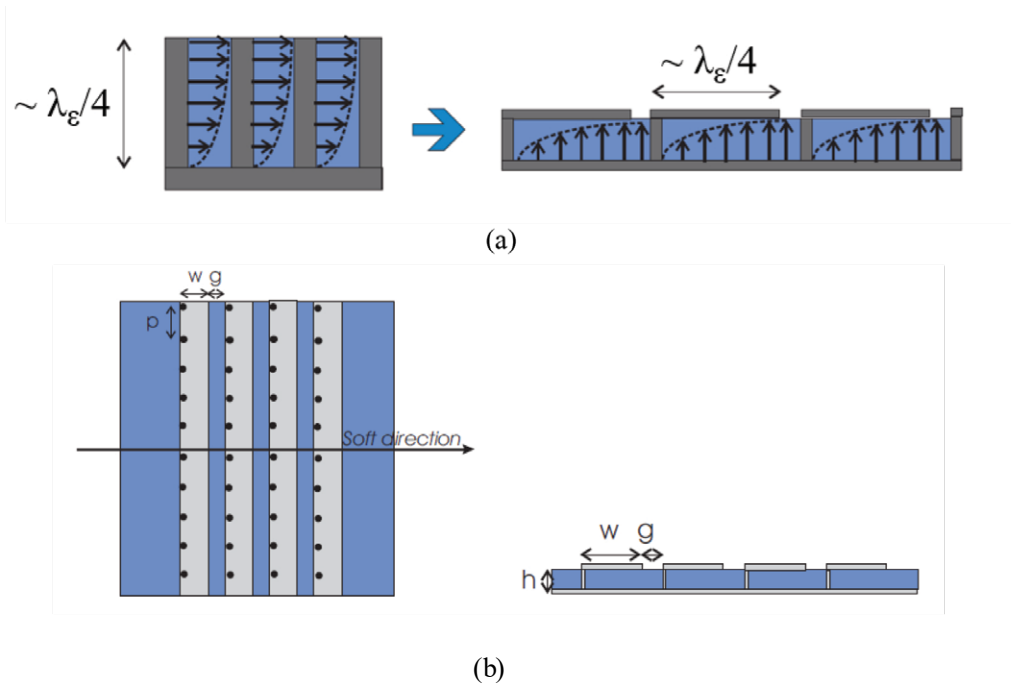 ~ λε/4
~ λε/4
(a)
w g
p
Soft direction
w g
h
(b)